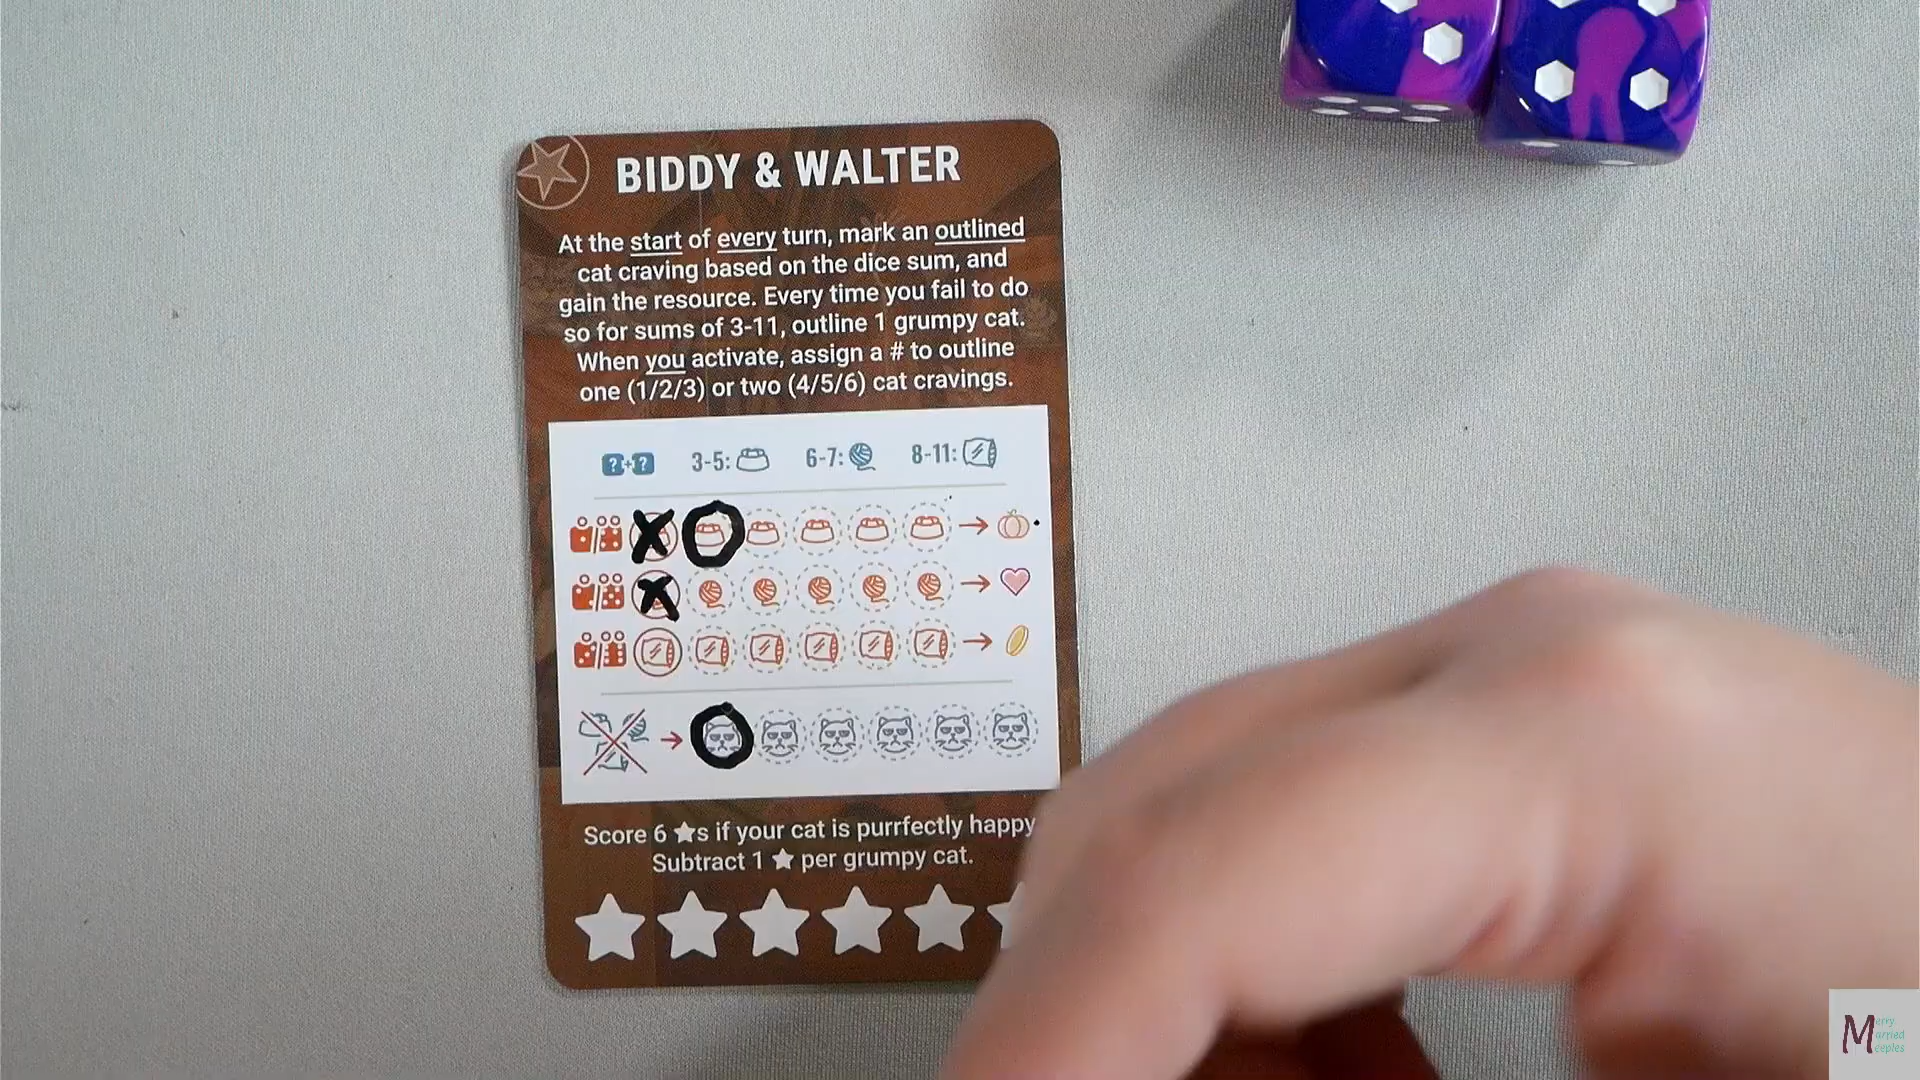 BIDDY & WALTER
At the start of every turn, mark an outlined
cat craving based on the dice sum, and
gain the resource. Every time you fail to do
so for sums of 3-11, outline 1 grumpy cat.
When you activate, assign a # to outline
one (1/2/3) or two (4/5/6) cat cravings.
?+? 3-5: 6-7: 8-11:
X O
X
Score 6 ★s if your cat is purrfectly happy
Subtract 1 ★ per grumpy cat.
Merry
Married
Meeples